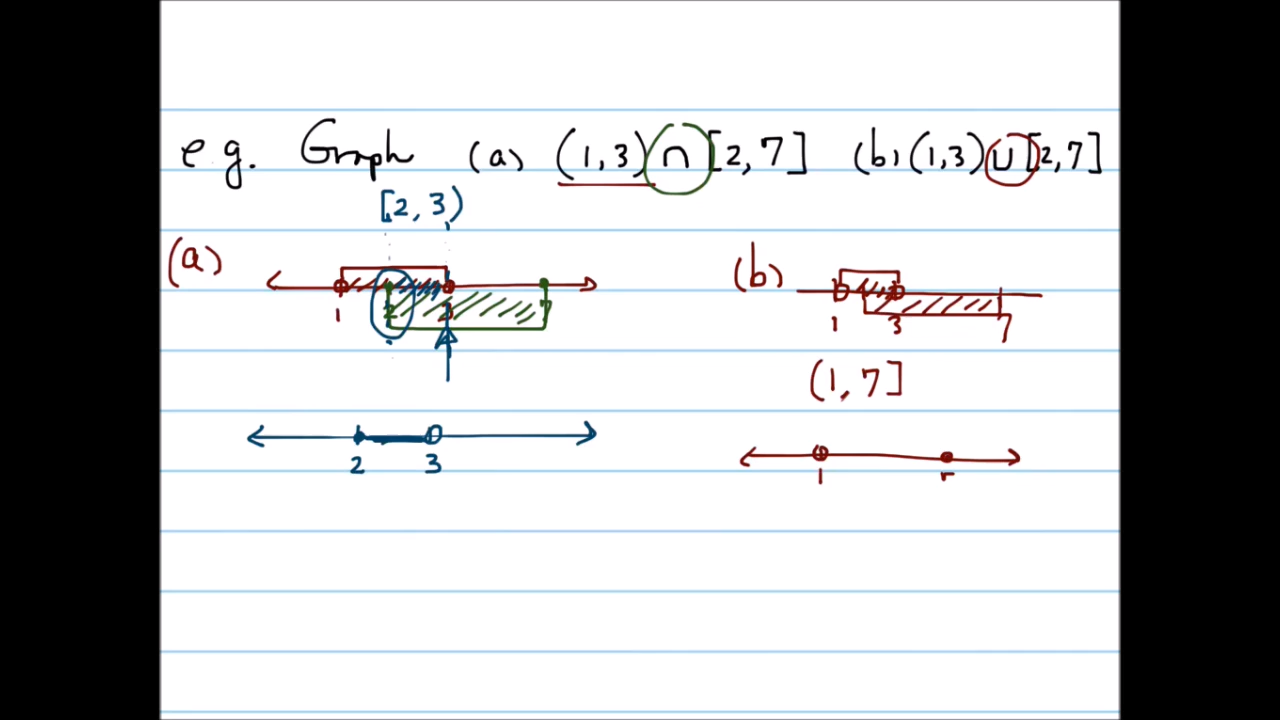 e.g. Graph (a) (1,3) ∩ [2,7] (b) (1,3) ∪ [2,7]
[2,3)
(a) (b)
1 2 3 7 1 3 7
(1,7]
2 3 1